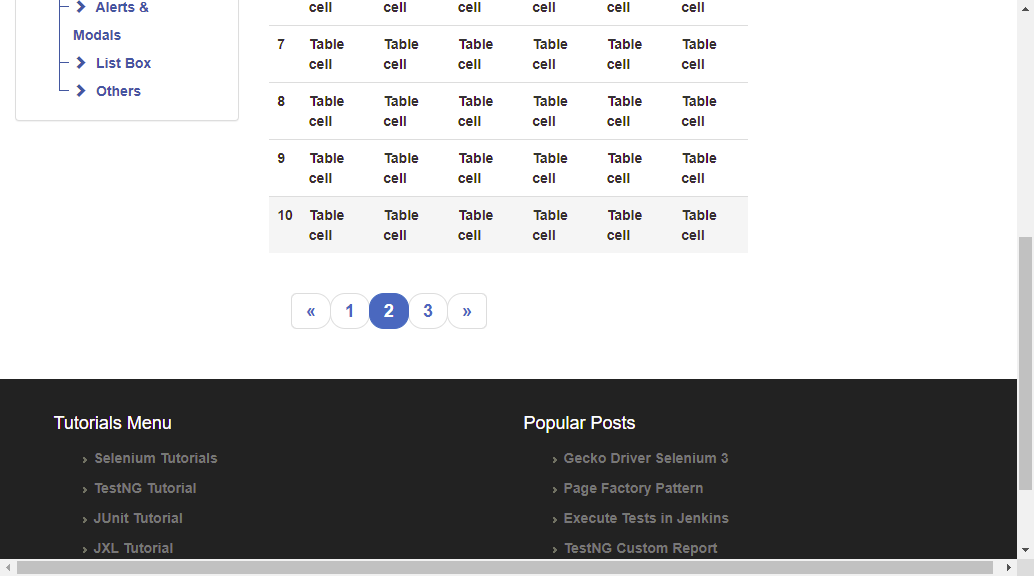 Alerts &
Modals
List Box
Others
cell cell cell cell cell cell
7 Table Table Table Table Table Table
cell cell cell cell cell cell
8 Table Table Table Table Table Table
cell cell cell cell cell cell
9 Table Table Table Table Table Table
cell cell cell cell cell cell
10 Table Table Table Table Table Table
cell cell cell cell cell cell
« 1 2 3 »
Tutorials Menu
Selenium Tutorials
TestNG Tutorial
JUnit Tutorial
JXL Tutorial
Popular Posts
Gecko Driver Selenium 3
Page Factory Pattern
Execute Tests in Jenkins
TestNG Custom Report